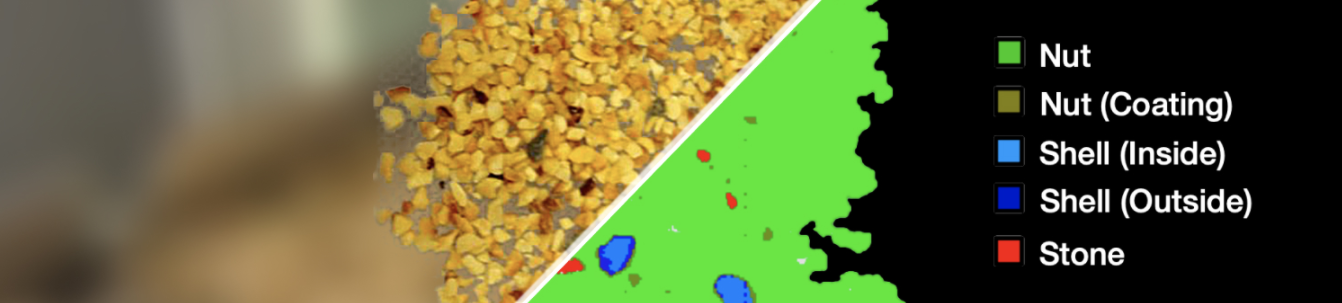 Nut
Nut (Coating)
Shell (Inside)
Shell (Outside)
Stone